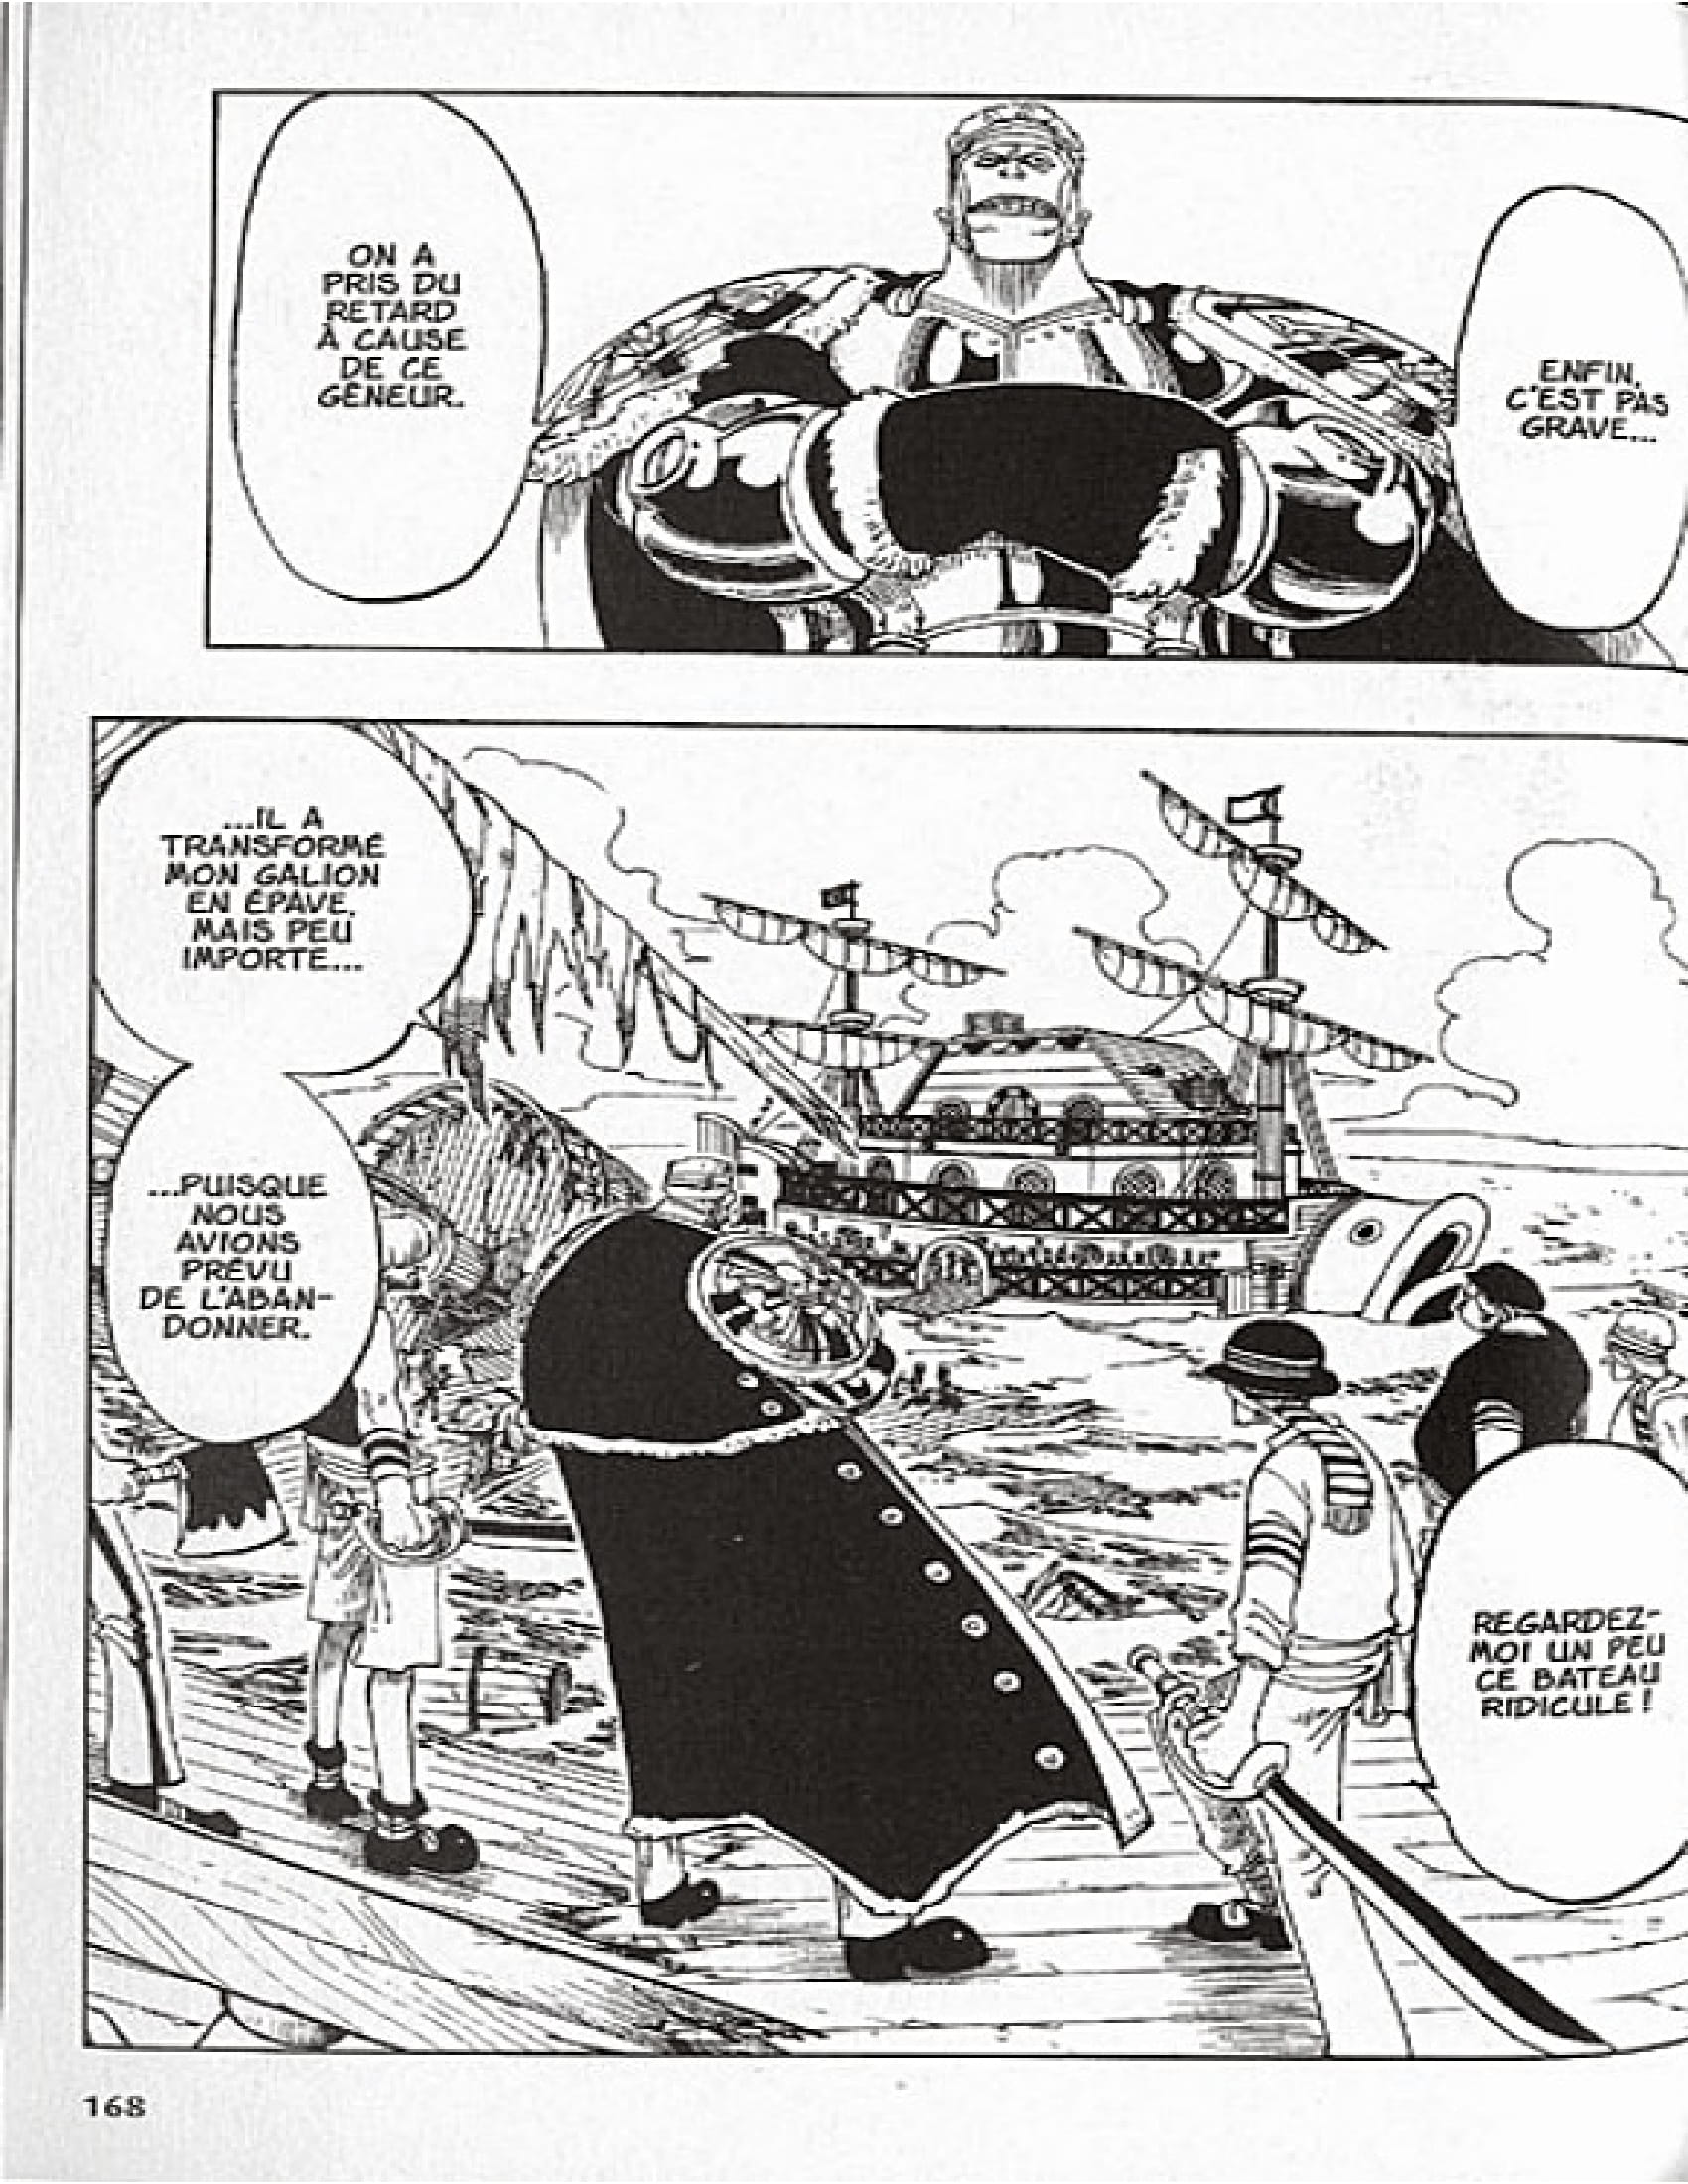 ENFIN,
C'EST PAS
GRAVE...
ON A
PRIS DU
RETARD
À CAUSE
DE CE
GÊNEUR.
REGARDEZ-
MOI UN PEU
CE BATEAU
RIDICULE !
...IL A
TRANSFORMÉ
MON GALION
EN ÉPAVE,
MAIS PEU
IMPORTE...
...PUISQUE
NOUS
AVIONS
PRÉVU
DE L'ABAN-
DONNER.
168